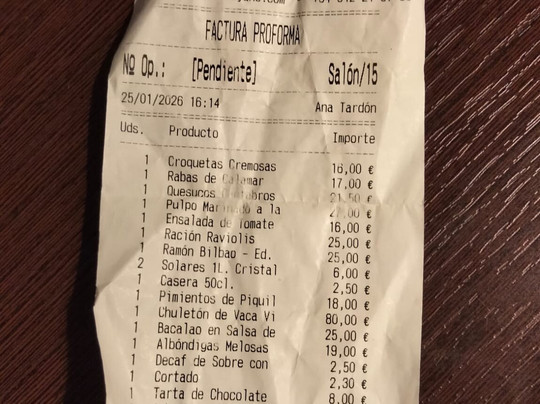 FACTURA PROFORMA
Nº Op.: [Pendiente] Salón/15
25/01/2026 16:14 Ana Tardón
Uds. Producto Importe
1 Croquetas Cremosas 16,00 €
1 Rabas de Calamar 17,00 €
1 Quesucos 21,50 €
1 Pulpo Marinado a la €
1 Ensalada de Tomate 16,00 €
1 Ración Raviolis 25,00 €
1 Ramón Bilbao - Ed. 25,00 €
2 Solares 1L. Cristal 6,00 €
1 Casera 50cl. 2,50 €
1 Pimientos de Piquil 18,00 €
1 Chuletón de Vaca Vi 80,00 €
1 Bacalao en Salsa de 25,00 €
1 Albóndigas Melosas 19,00 €
1 Decaf de Sobre con 2,50 €
1 Cortado 2,30 €
1 Tarta de Chocolate 8,00 €